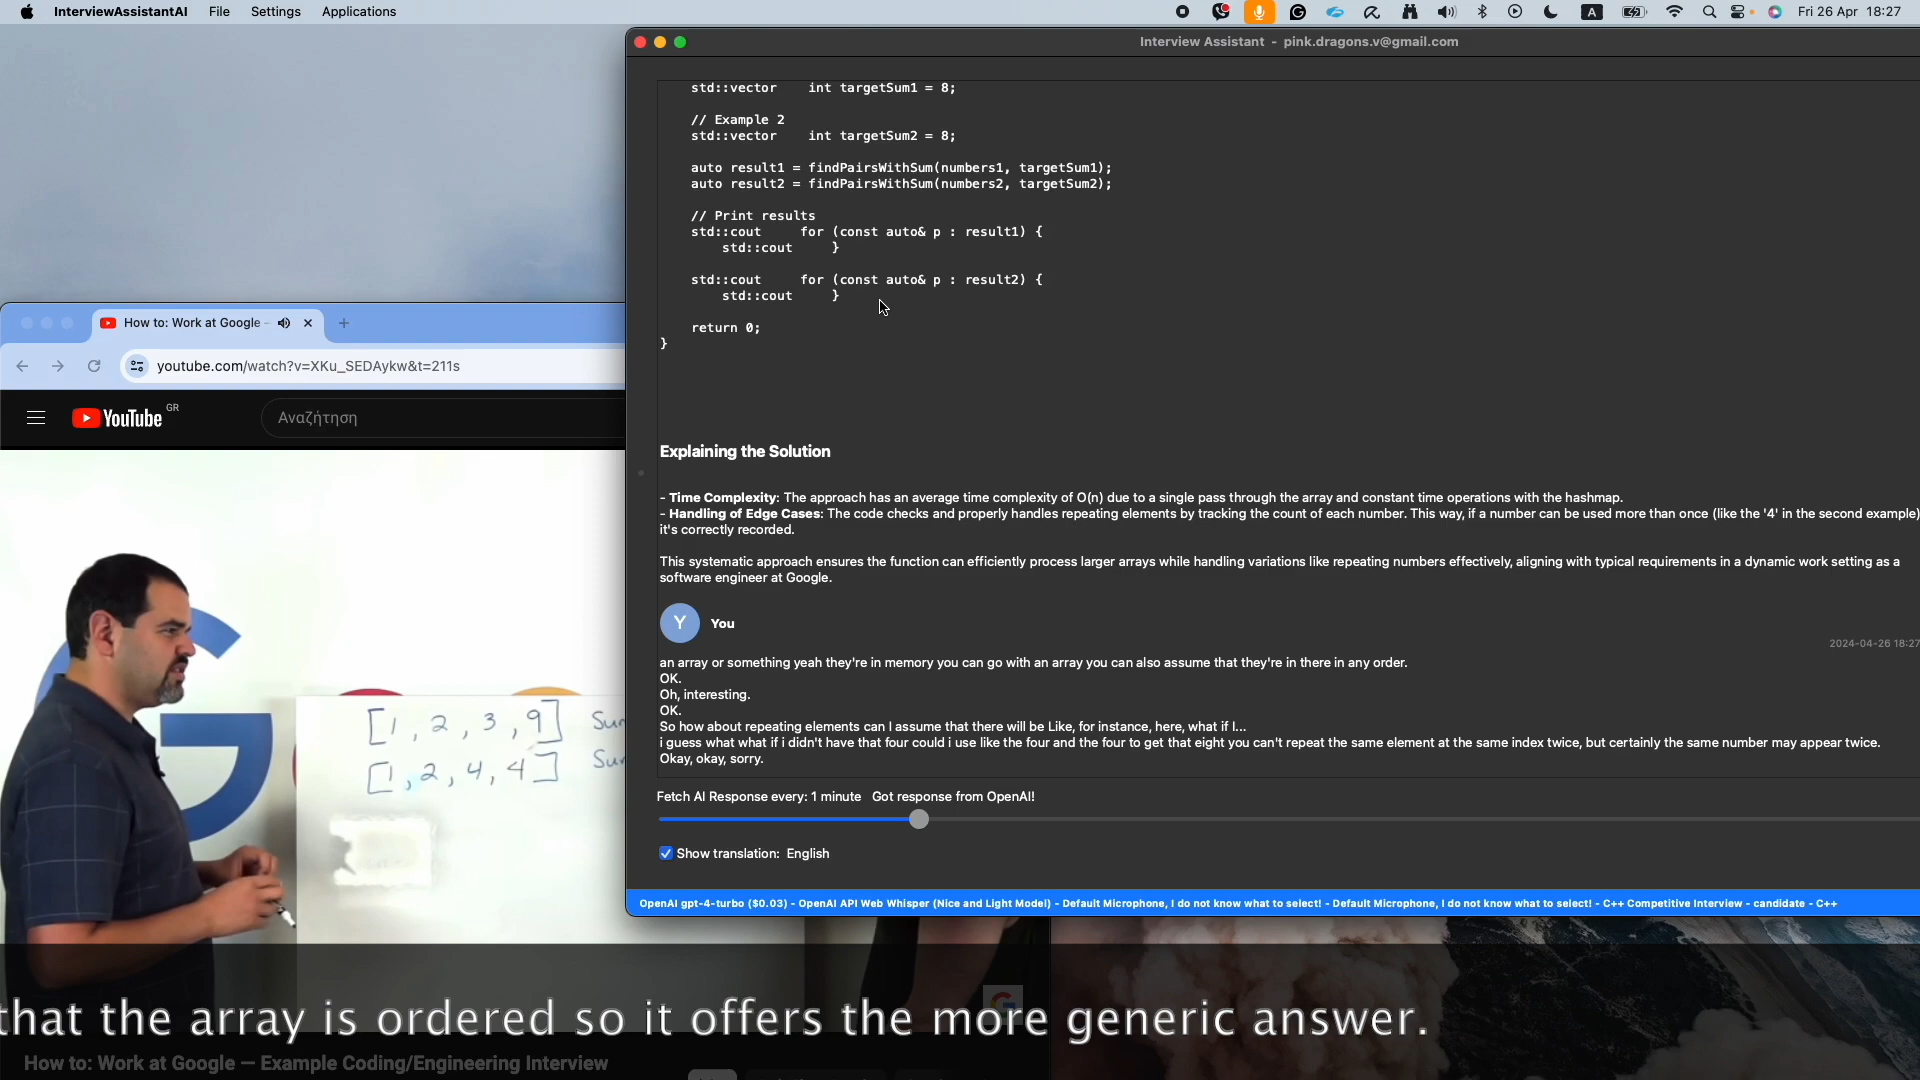 InterviewAssistantAI File Settings Applications
A
Fri 26 Apr 18:27
Interview Assistant - pink.dragons.v@gmail.com
std::vector    int targetSum1 = 8;
// Example 2
std::vector    int targetSum2 = 8;
auto result1 = findPairsWithSum(numbers1, targetSum1);
auto result2 = findPairsWithSum(numbers2, targetSum2);
// Print results
std::cout     for (const auto& p : result1) {
std::cout     }
std::cout     for (const auto& p : result2) {
std::cout     }
return 0;
}
How to: Work at Google -
youtube.com/watch?v=XKu_SEDAykw&t=211s
YouTube GR
Αναζήτηση
Explaining the Solution
- Time Complexity: The approach has an average time complexity of O(n) due to a single pass through the array and constant time operations with the hashmap.
- Handling of Edge Cases: The code checks and properly handles repeating elements by tracking the count of each number. This way, if a number can be used more than once (like the '4' in the second example)
it's correctly recorded.
This systematic approach ensures the function can efficiently process larger arrays while handling variations like repeating numbers effectively, aligning with typical requirements in a dynamic work setting as a
software engineer at Google.
Y You
2024-04-26 18:27
an array or something yeah they're in memory you can go with an array you can also assume that they're in there in any order.
OK.
Oh, interesting.
OK.
So how about repeating elements can I assume that there will be Like, for instance, here, what if I...
i guess what what if i didn't have that four could i use like the four and the four to get that eight you can't repeat the same element at the same index twice, but certainly the same number may appear twice.
Okay, okay, sorry.
[1, 2, 3, 9] Sum
[1, 2, 4, 4] Su
Fetch AI Response every: 1 minute Got response from OpenAI!
Show translation: English
OpenAI gpt-4-turbo ($0.03) - OpenAI API Web Whisper (Nice and Light Model) - Default Microphone, I do not know what to select! - Default Microphone, I do not know what to select! - C++ Competitive Interview - candidate - C++
that the array is ordered so it offers the more generic answer.
How to: Work at Google — Example Coding/Engineering Interview